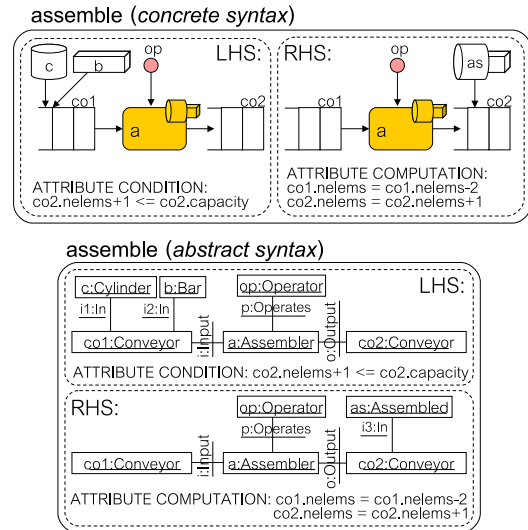 assemble (concrete syntax)
LHS:
c
b
op
co1
a
co2
ATTRIBUTE CONDITION:
co2.nelems+1 <= co2.capacity
RHS:
op
as
co1
a
co2
ATTRIBUTE COMPUTATION:
co1.nelems = co1.nelems-2
co2.nelems = co2.nelems+1
assemble (abstract syntax)
LHS:
c:Cylinder
b:Bar
op:Operator
i1:In
i2:In
p:Operates
co1:Conveyor
i:Input
a:Assembler
o:Output
co2:Conveyor
ATTRIBUTE CONDITION: co2.nelems+1 <= co2.capacity
RHS:
op:Operator
as:Assembled
p:Operates
i3:In
co1:Conveyor
i:Input
a:Assembler
o:Output
co2:Conveyor
ATTRIBUTE COMPUTATION: co1.nelems = co1.nelems-2
co2.nelems = co2.nelems+1